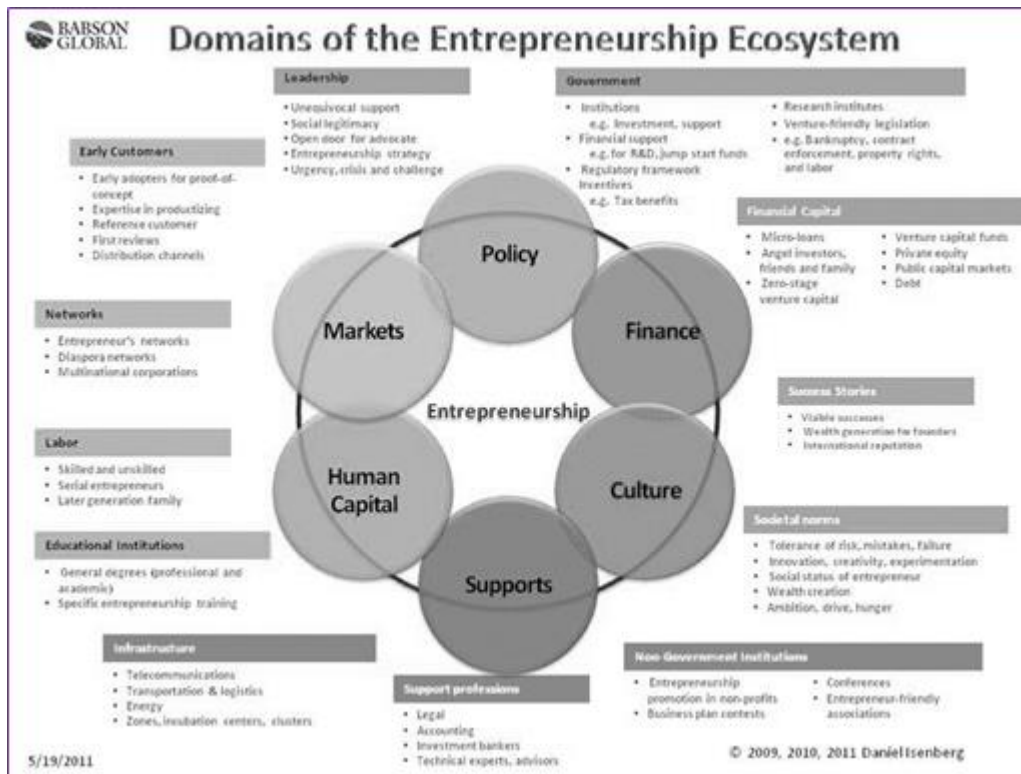 BABSON
GLOBAL
Domains of the Entrepreneurship Ecosystem
Leadership
• Unequivocal support
• Social legitimacy
• Open door for advocate
• Entrepreneurship strategy
• Urgency, crisis and challenge
Government
• Institutions
e.g. Investment, support
• Financial support
e.g. for R&D, jump start funds
• Regulatory framework
Incentives
e.g. Tax benefits
• Research institutes
• Venture-friendly legislation
• e.g. Bankruptcy, contract
enforcement, property rights,
and labor
Early Customers
• Early adopters for proof-of-
concept
• Expertise in productizing
• Reference customer
• First reviews
• Distribution channels
Financial Capital
• Micro-loans
• Angel investors,
friends and family
• Zero-stage
venture capital
• Venture capital funds
• Private equity
• Public capital markets
• Debt
Networks
• Entrepreneur's networks
• Diaspora networks
• Multinational corporations
Policy
Markets
Finance
Entrepreneurship
Human
Capital
Culture
Supports
Success Stories
• Visible successes
• Wealth generation for founders
• International reputation
Labor
• Skilled and unskilled
• Serial entrepreneurs
• Later generation family
Societal norms
• Tolerance of risk, mistakes, failure
• Innovation, creativity, experimentation
• Social status of entrepreneur
• Wealth creation
• Ambition, drive, hunger
Educational Institutions
• General degrees (professional and
academic)
• Specific entrepreneurship training
Infrastructure
• Telecommunications
• Transportation & logistics
• Energy
• Zones, incubation centers, clusters
Support professions
• Legal
• Accounting
• Investment bankers
• Technical experts, advisors
Non-Government Institutions
• Entrepreneurship
promotion in non-profits
• Business plan contests
• Conferences
• Entrepreneur-friendly
associations
5/19/2011
© 2009, 2010, 2011 Daniel Isenberg